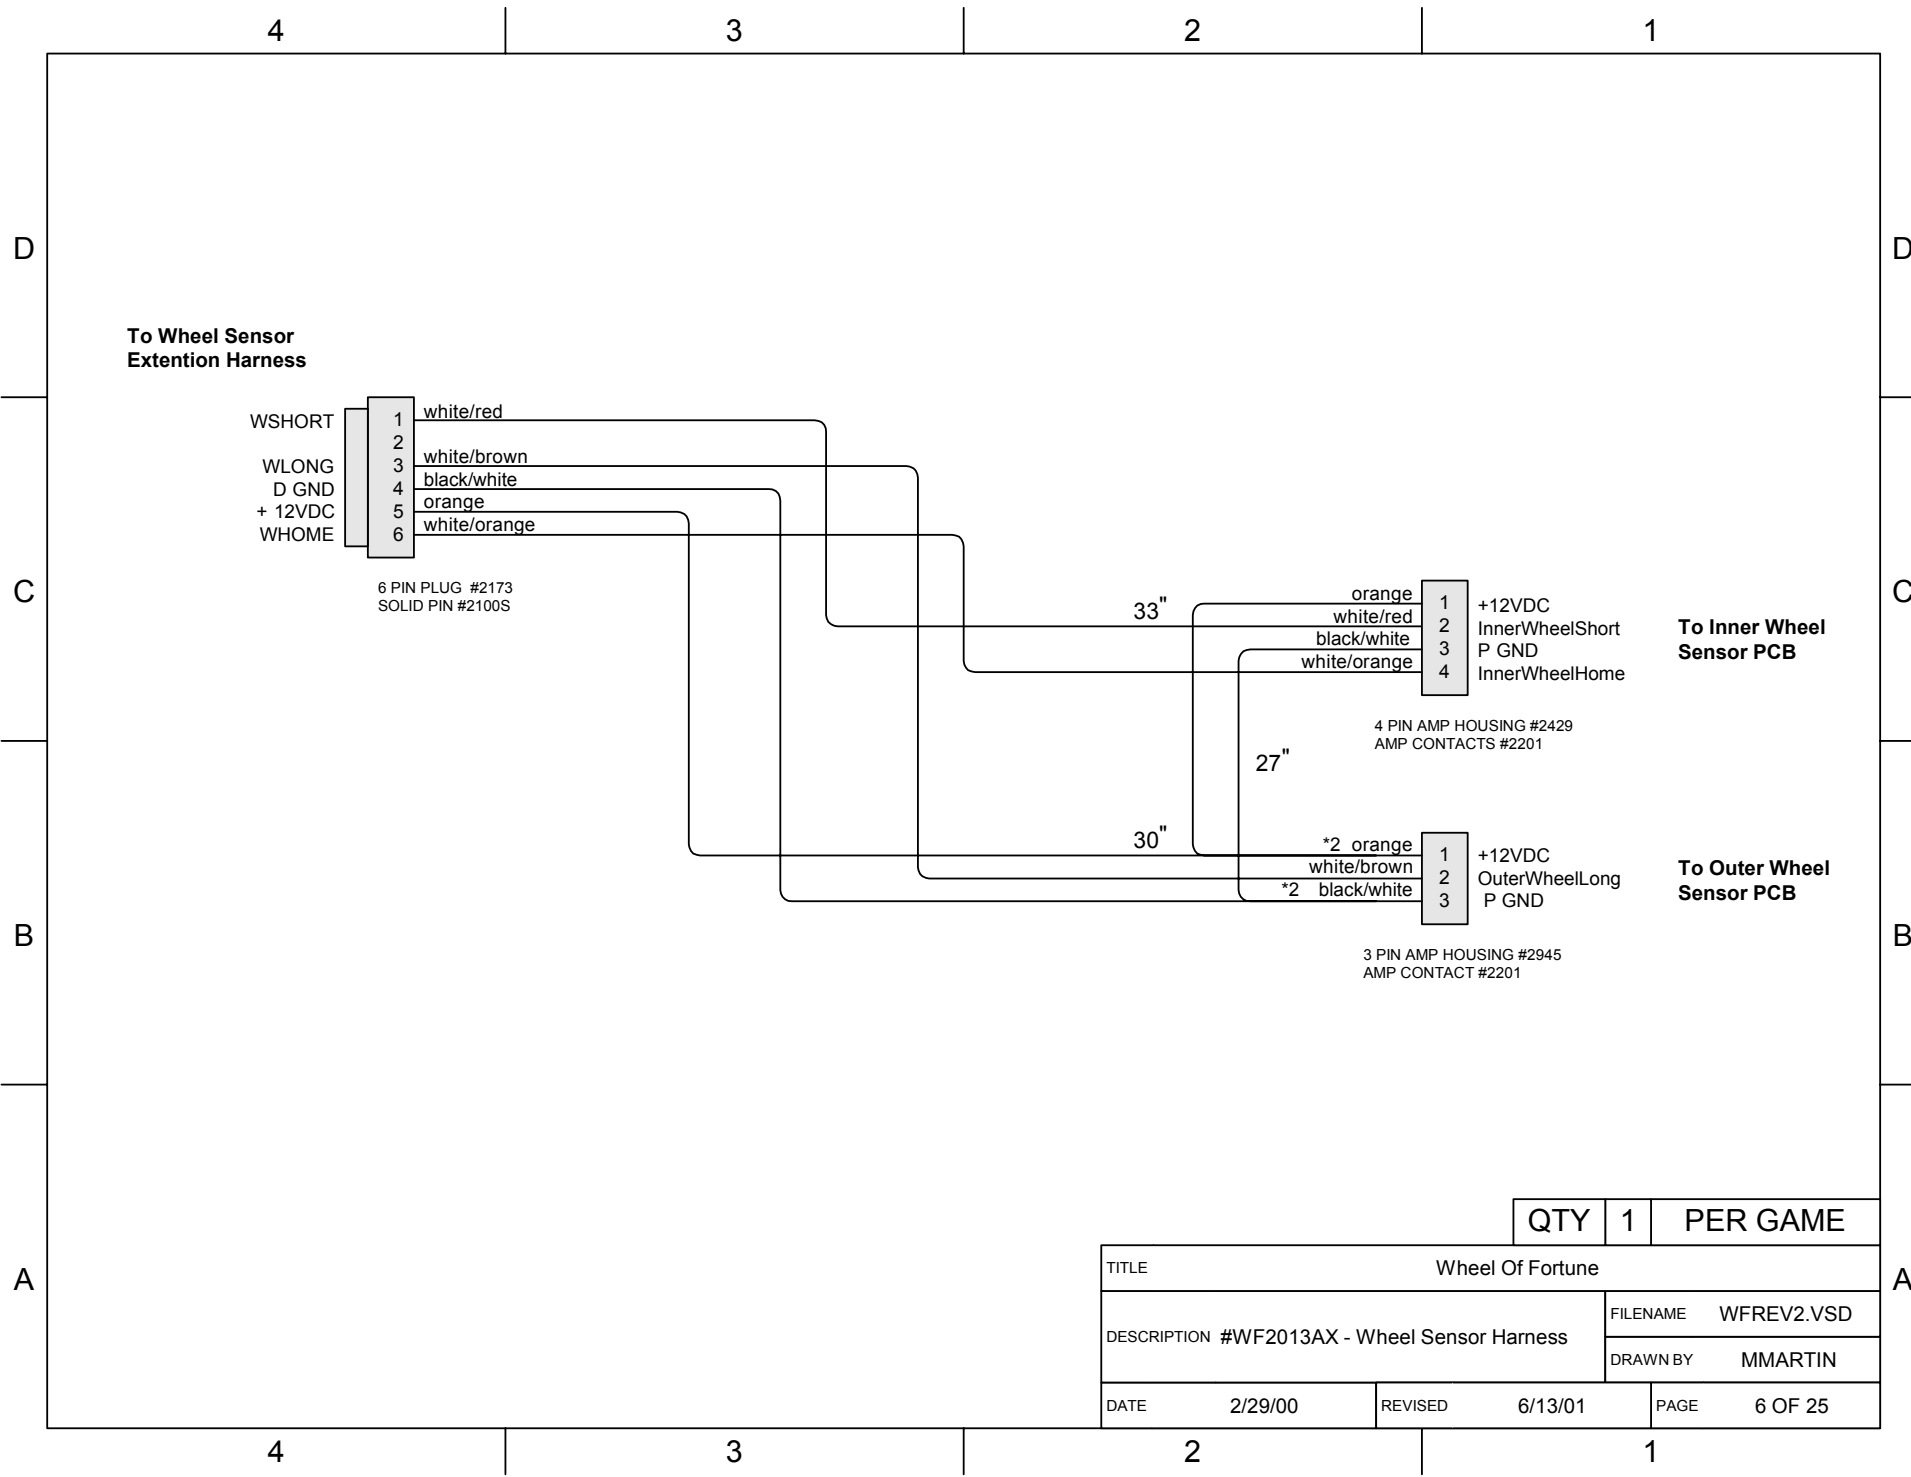 4 3 2 1
D D
To Wheel Sensor
Extention Harness
WSHORT 1 white/red
2
WLONG 3 white/brown
D GND 4 black/white
+ 12VDC 5 orange
WHOME 6 white/orange
6 PIN PLUG #2173
SOLID PIN #2100S
C C
33"
orange 1 +12VDC
white/red 2 InnerWheelShort
black/white 3 P GND
white/orange 4 InnerWheelHome
To Inner Wheel
Sensor PCB
4 PIN AMP HOUSING #2429
AMP CONTACTS #2201
27"
30"
*2 orange 1 +12VDC
white/brown 2 OuterWheelLong
*2 black/white 3 P GND
To Outer Wheel
Sensor PCB
B B
3 PIN AMP HOUSING #2945
AMP CONTACT #2201
QTY 1 PER GAME
A A
TITLE Wheel Of Fortune
DESCRIPTION #WF2013AX - Wheel Sensor Harness
FILENAME WFREV2.VSD
DRAWN BY MMARTIN
DATE 2/29/00 REVISED 6/13/01 PAGE 6 OF 25
4 3 2 1